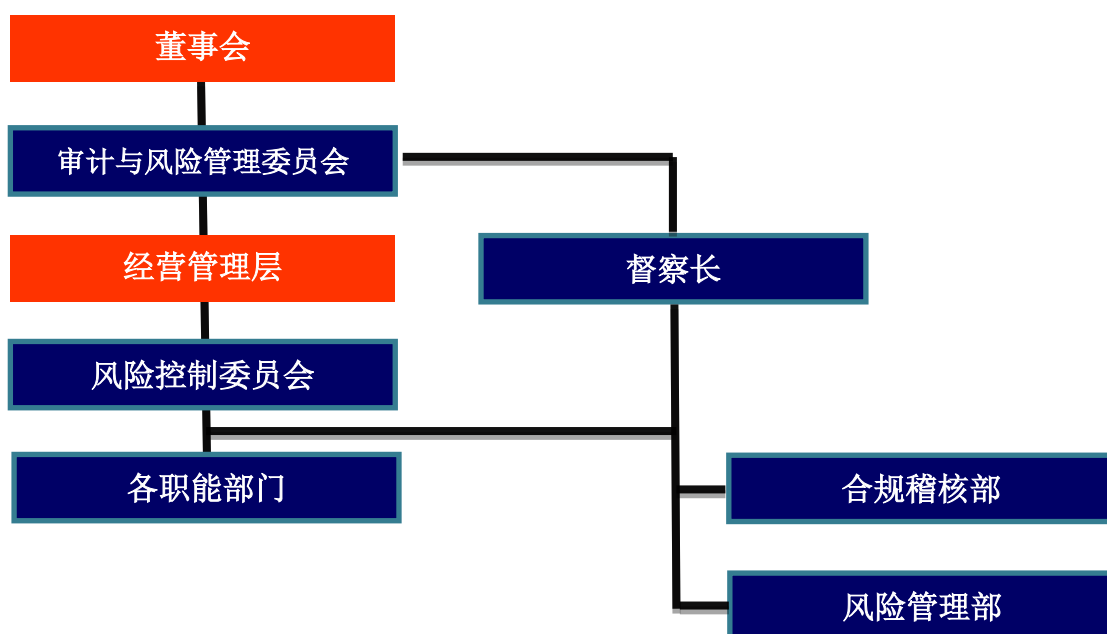 董事会
审计与风险管理委员会
经营管理层
督察长
风险控制委员会
各职能部门
合规稽核部
风险管理部